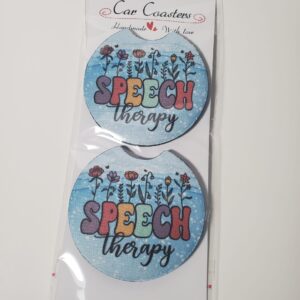 Car Coasters
Handmade With love
SPEECH
therapy
SPEECH
therapy